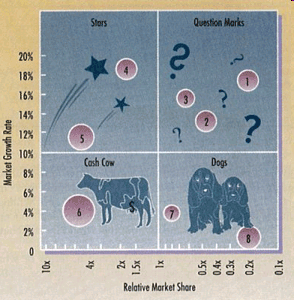 Stars
Question Marks
20%
18%
16%
14%
12%
10%
8%
6%
4%
2%
0
Market Growth Rate
4
5
1
3
2
?
?
?
?
?
Cash Cow
Dogs
6
$
7
8
10x
4x
2x
1.5x
1x
0.5x
0.4x
0.3x
0.2x
0.1x
Relative Market Share